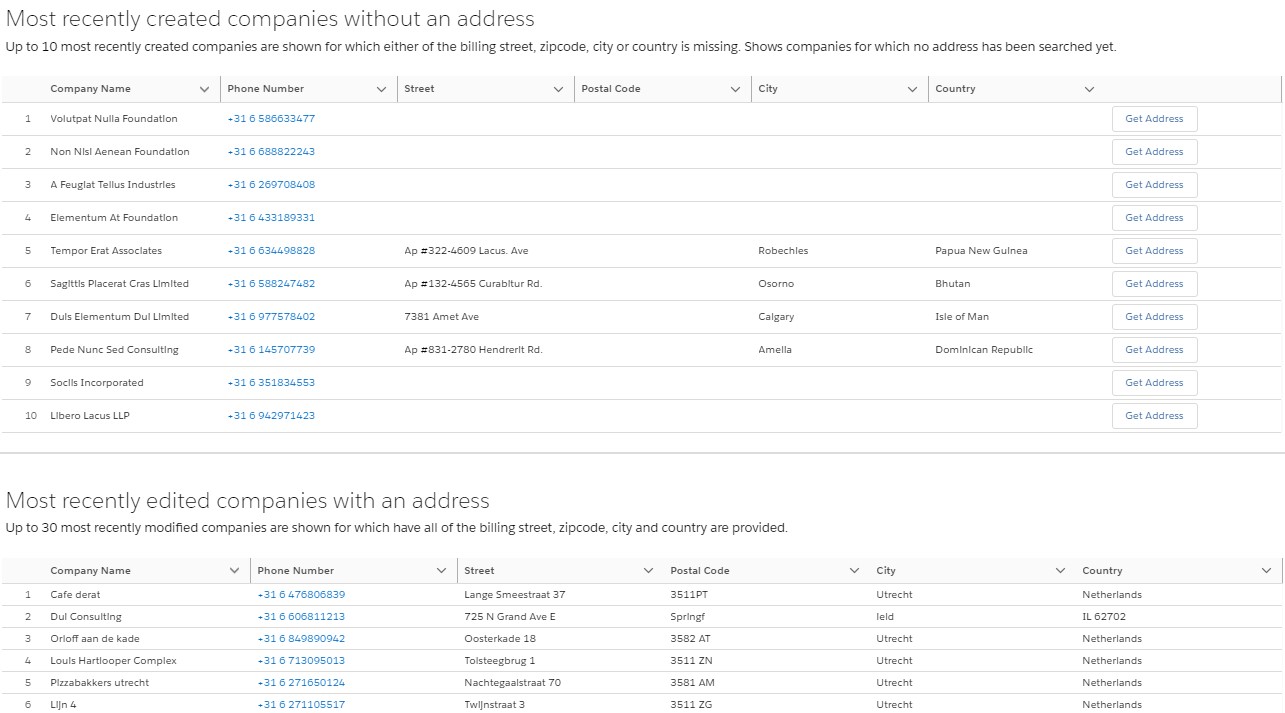 Most recently created companies without an address
Up to 10 most recently created companies are shown for which either of the billing street, zipcode, city or country is missing. Shows companies for which no address has been searched yet.
Company Name Phone Number Street Postal Code City Country
1 Volutpat Nulla Foundation +31 6 586633477 Get Address
2 Non Nisl Aenean Foundation +31 6 688822243 Get Address
3 A Feugiat Tellus Industries +31 6 269708408 Get Address
4 Elementum At Foundation +31 6 433189331 Get Address
5 Tempor Erat Associates +31 6 634498828 Ap #322-4609 Lacus. Ave Robechies Papua New Guinea Get Address
6 Sagittis Placerat Cras Limited +31 6 588247482 Ap #132-4565 Curabitur Rd. Osorno Bhutan Get Address
7 Duis Elementum Dui Limited +31 6 977578402 7381 Amet Ave Calgary Isle of Man Get Address
8 Pede Nunc Sed Consulting +31 6 145707739 Ap #831-2780 Hendrerit Rd. Amelia Dominican Republic Get Address
9 Sociis Incorporated +31 6 351834553 Get Address
10 Libero Lacus LLP +31 6 942971423 Get Address
Most recently edited companies with an address
Up to 30 most recently modified companies are shown for which have all of the billing street, zipcode, city and country are provided.
Company Name Phone Number Street Postal Code City Country
1 Cafe derat +31 6 476806839 Lange Smeestraat 37 3511PT Utrecht Netherlands
2 Dui Consulting +31 6 606811213 725 N Grand Ave E Springf ield IL 62702
3 Orloff aan de kade +31 6 849890942 Oosterkade 18 3582 AT Utrecht Netherlands
4 Louis Hartlooper Complex +31 6 713095013 Tolsteegbrug 1 3511 ZN Utrecht Netherlands
5 Pizzabakkers utrecht +31 6 271650124 Nachtegaalstraat 70 3581 AM Utrecht Netherlands
6 Lijn 4 +31 6 271105517 Twijnstraat 3 3511 ZG Utrecht Netherlands